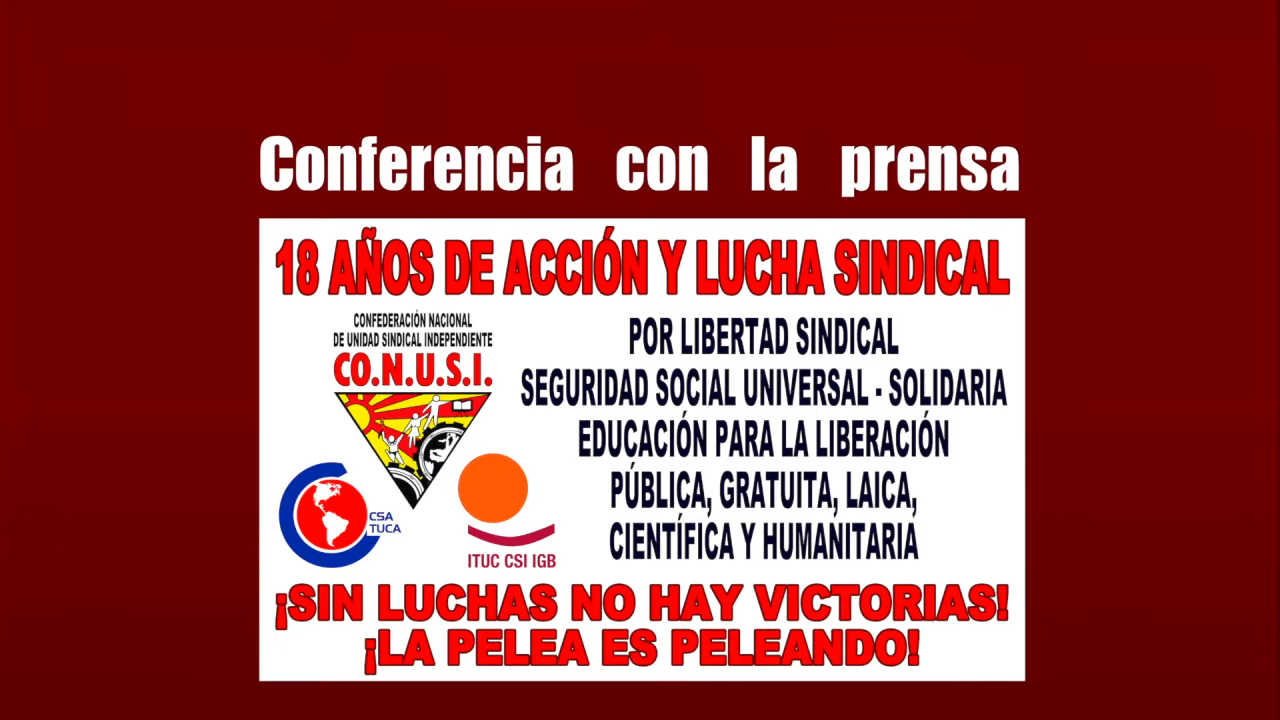 Conferencia con la prensa
18 AÑOS DE ACCIÓN Y LUCHA SINDICAL
CONFEDERACIÓN NACIONAL
DE UNIDAD SINDICAL INDEPENDIENTE
CO.N.U.S.I.
POR LIBERTAD SINDICAL
SEGURIDAD SOCIAL UNIVERSAL - SOLIDARIA
EDUCACIÓN PARA LA LIBERACIÓN
PÚBLICA, GRATUITA, LAICA,
CIENTÍFICA Y HUMANITARIA
CSA
TUCA
ITUC CSI IGB
¡SIN LUCHAS NO HAY VICTORIAS!
¡LA PELEA ES PELEANDO!